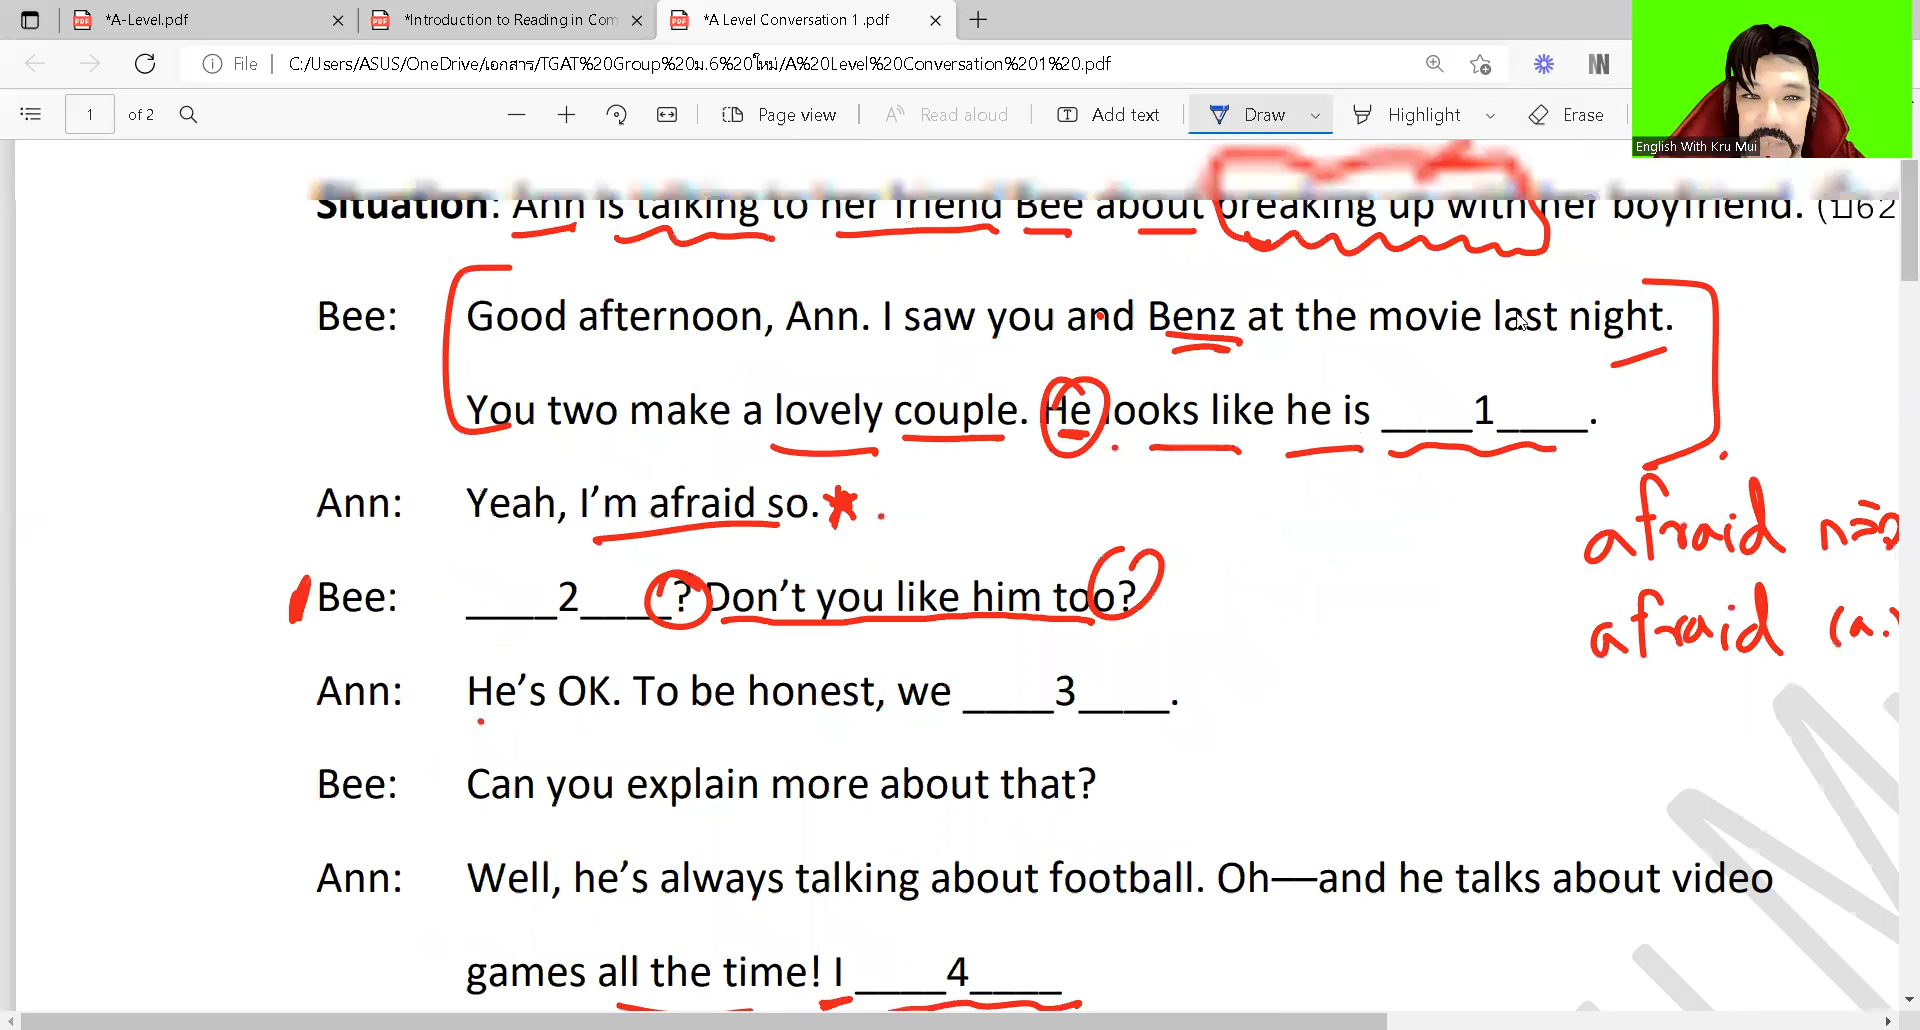 *A-Level.pdf
*Introduction to Reading in Com
*A Level Conversation 1 .pdf
File
C:/Users/ASUS/OneDrive/เอกสาร/TGAT%20Group%20ม.6%20ใหม่/A%20Level%20Conversation%201%20.pdf
1 of 2
Page view
Read aloud
Add text
Draw
Highlight
Erase
English With Kru Mui
Situation: Ann is talking to her friend Bee about breaking up with her boyfriend.
Bee: Good afternoon, Ann. I saw you and Benz at the movie last night.
You two make a lovely couple. He looks like he is ____1____.
Ann: Yeah, I'm afraid so.
afraid
Bee: ____2____? Don't you like him too?
afraid (a.)
Ann: He's OK. To be honest, we ____3____.
Bee: Can you explain more about that?
Ann: Well, he's always talking about football. Oh—and he talks about video
games all the time! I ____4____